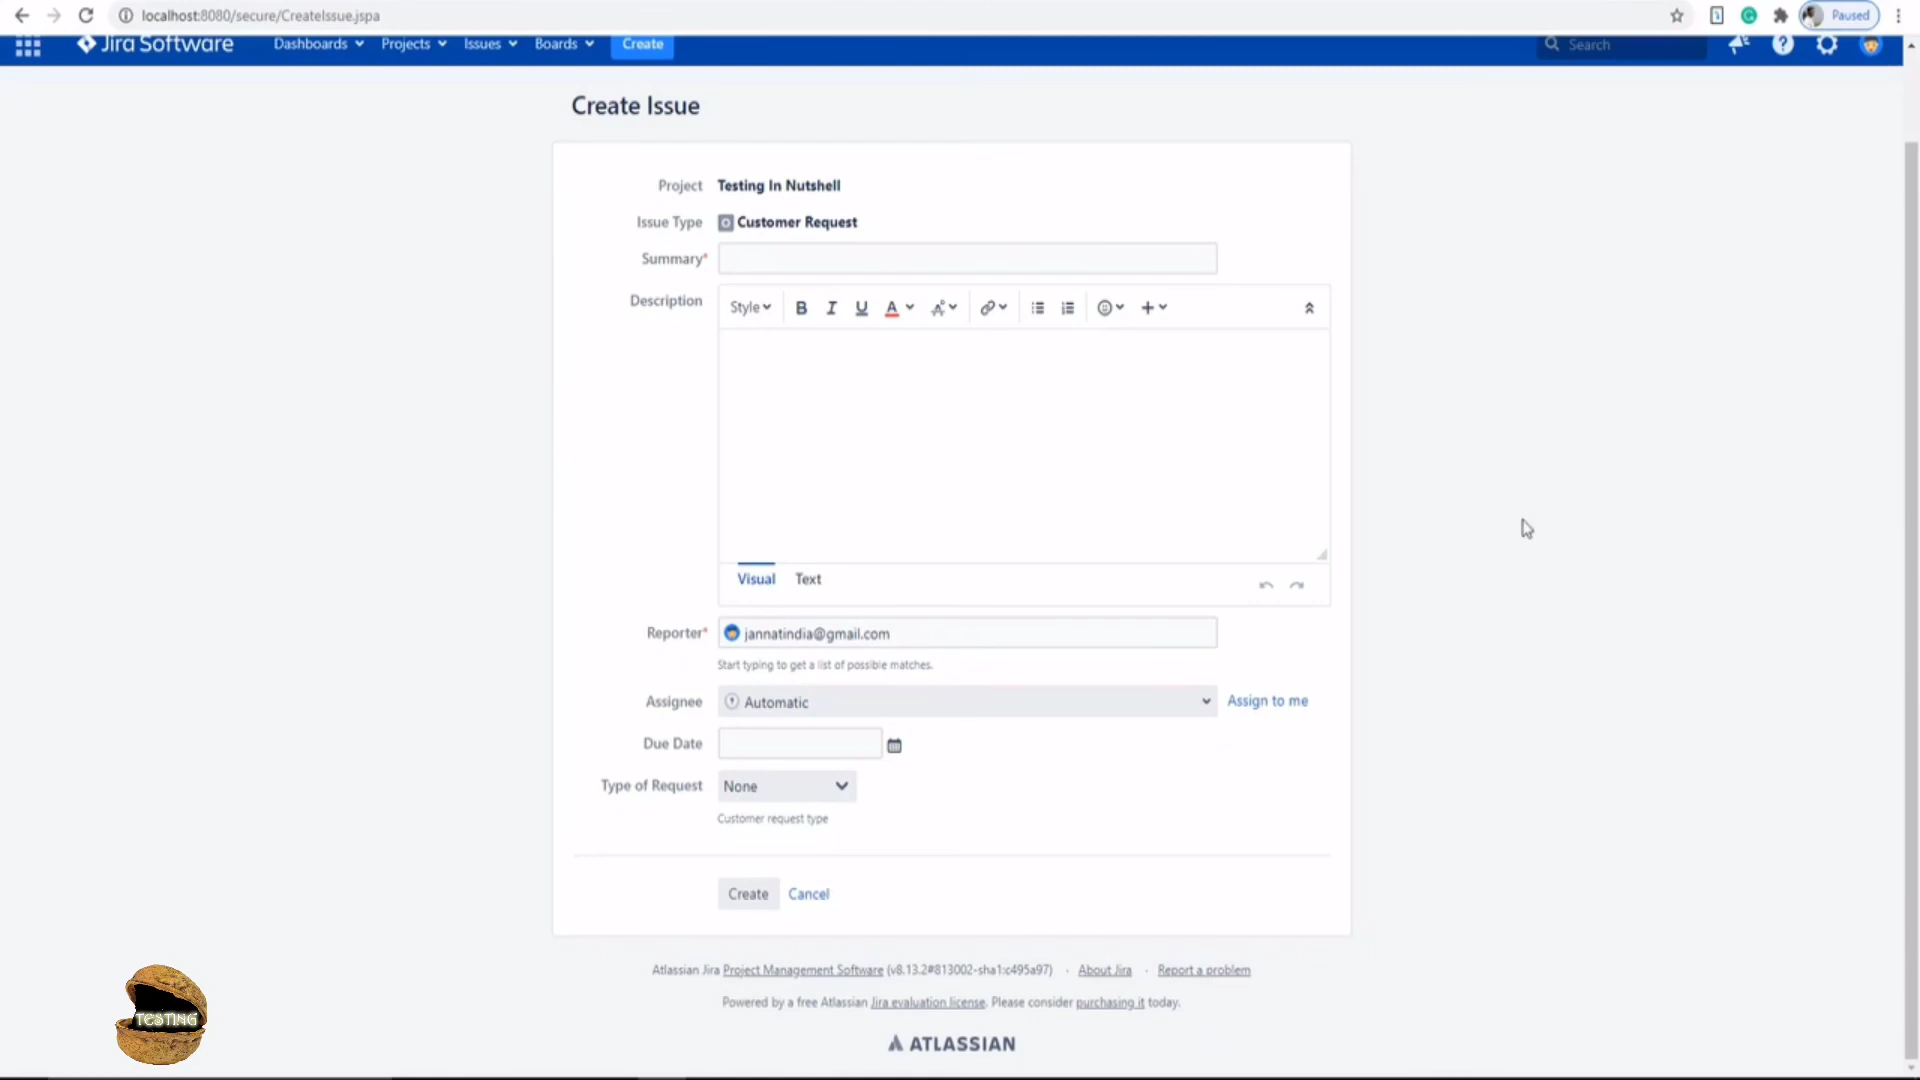 localhost:8080/secure/CreateIssue.jspa
Paused
Jira Software
Dashboards
Projects
Issues
Boards
Create
Search
Create Issue
Project
Testing In Nutshell
Issue Type
Customer Request
Summary*
Description
Style
B I U A
Visual
Text
Reporter*
jannatindia@gmail.com
Start typing to get a list of possible matches.
Assignee
Automatic
Assign to me
Due Date
Type of Request
None
Customer request type
Create
Cancel
Atlassian Jira Project Management Software (v8.13.2#813002-sha1:c495a97) · About Jira · Report a problem
Powered by a free Atlassian Jira evaluation license. Please consider purchasing it today.
ATLASSIAN
TESTING